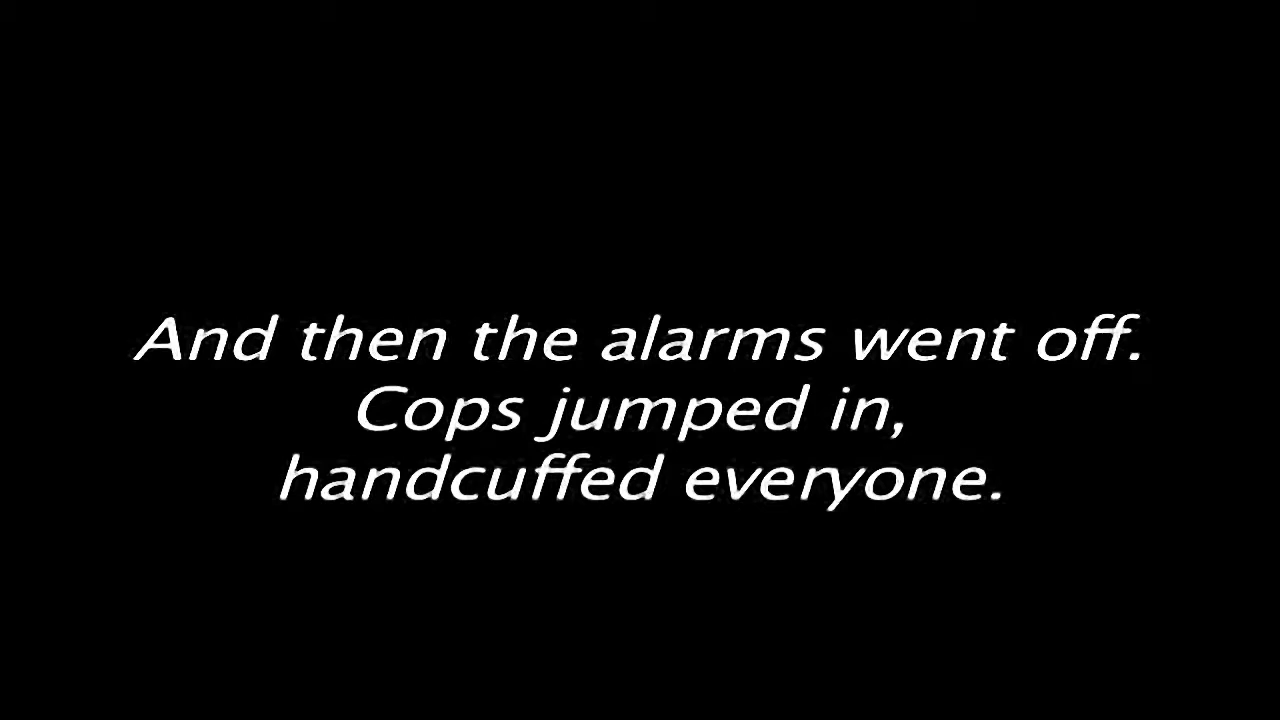 And then the alarms went off.
Cops jumped in,
handcuffed everyone.